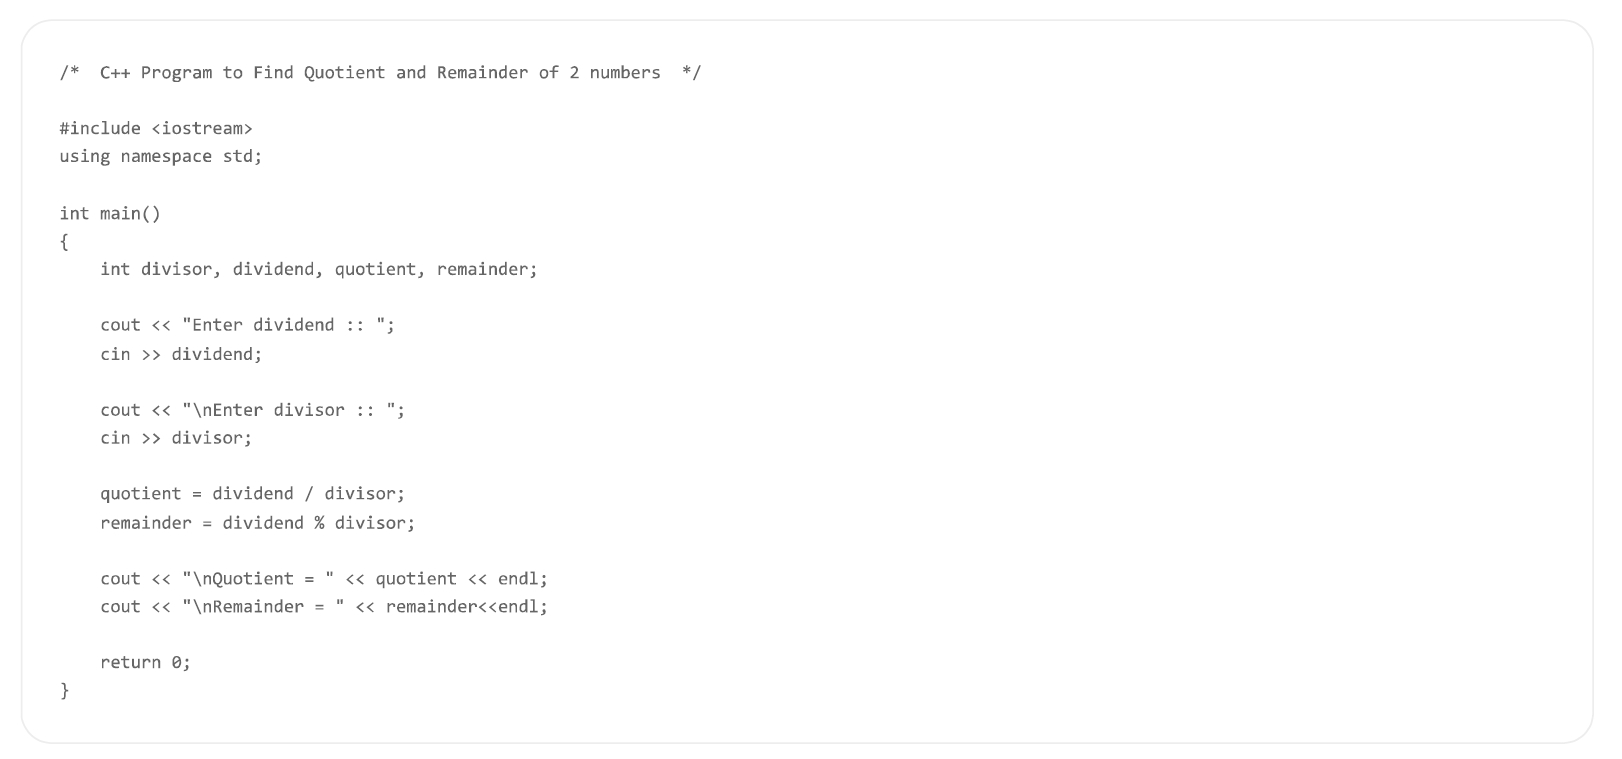 /*  C++ Program to Find Quotient and Remainder of 2 numbers  */

#include <iostream>
using namespace std;

int main()
{
    int divisor, dividend, quotient, remainder;

    cout << "Enter dividend :: ";
    cin >> dividend;

    cout << "\nEnter divisor :: ";
    cin >> divisor;

    quotient = dividend / divisor;
    remainder = dividend % divisor;

    cout << "\nQuotient = " << quotient << endl;
    cout << "\nRemainder = " << remainder<<endl;

    return 0;
}